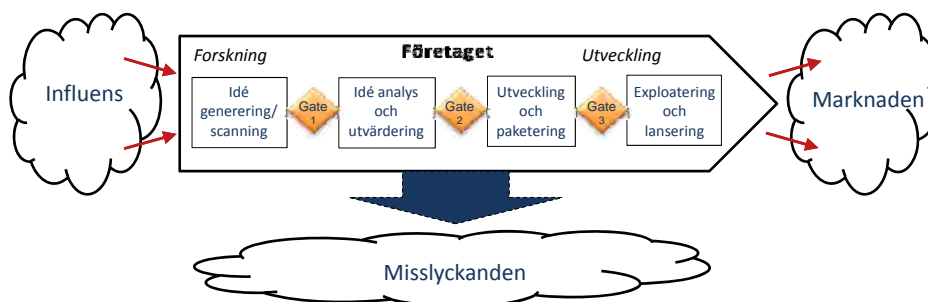 Influens
Företaget
Forskning
Utveckling
Idé
generering/
scanning
Gate
1
Idé analys
och
utvärdering
Gate
2
Utveckling
och
paketering
Gate
3
Exploatering
och
lansering
Marknaden
Misslyckanden